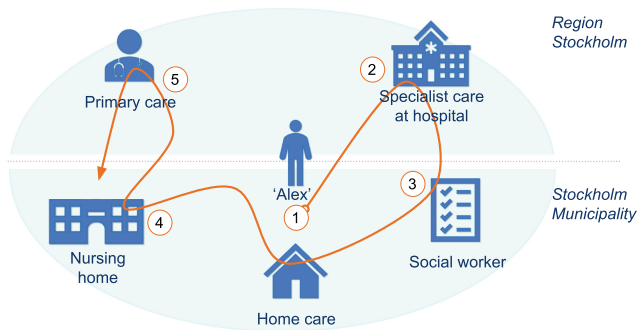 Region
Stockholm
5
2
Primary care
Specialist care
at hospital
3
'Alex'
1
4
Stockholm
Municipality
Nursing
home
Social worker
Home care